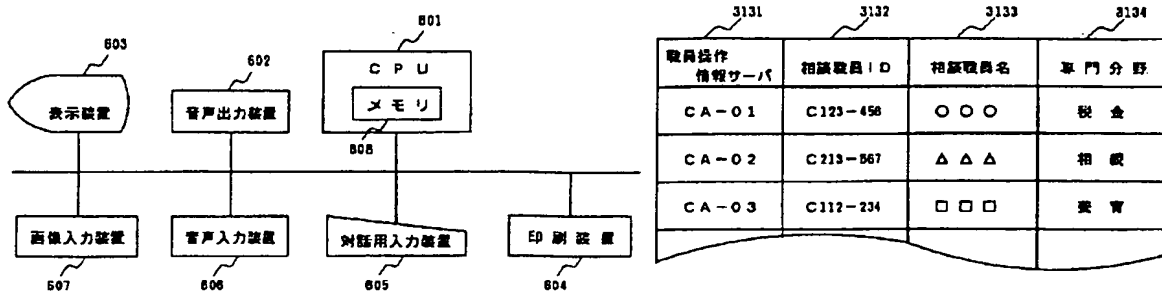 601
603
602
CPU
メモリ
608
表示装置
音声出力装置
画像入力装置
音声入力装置
対話用入力装置
印刷装置
607
606
605
604
3131
3132
3133
3134
職員操作
情報サーバ
相談職員ID
相談職員名
専門分野
CA-01
C123-456
○○○
税金
CA-02
C213-567
△△△
相続
CA-03
C112-234
□□□
養育